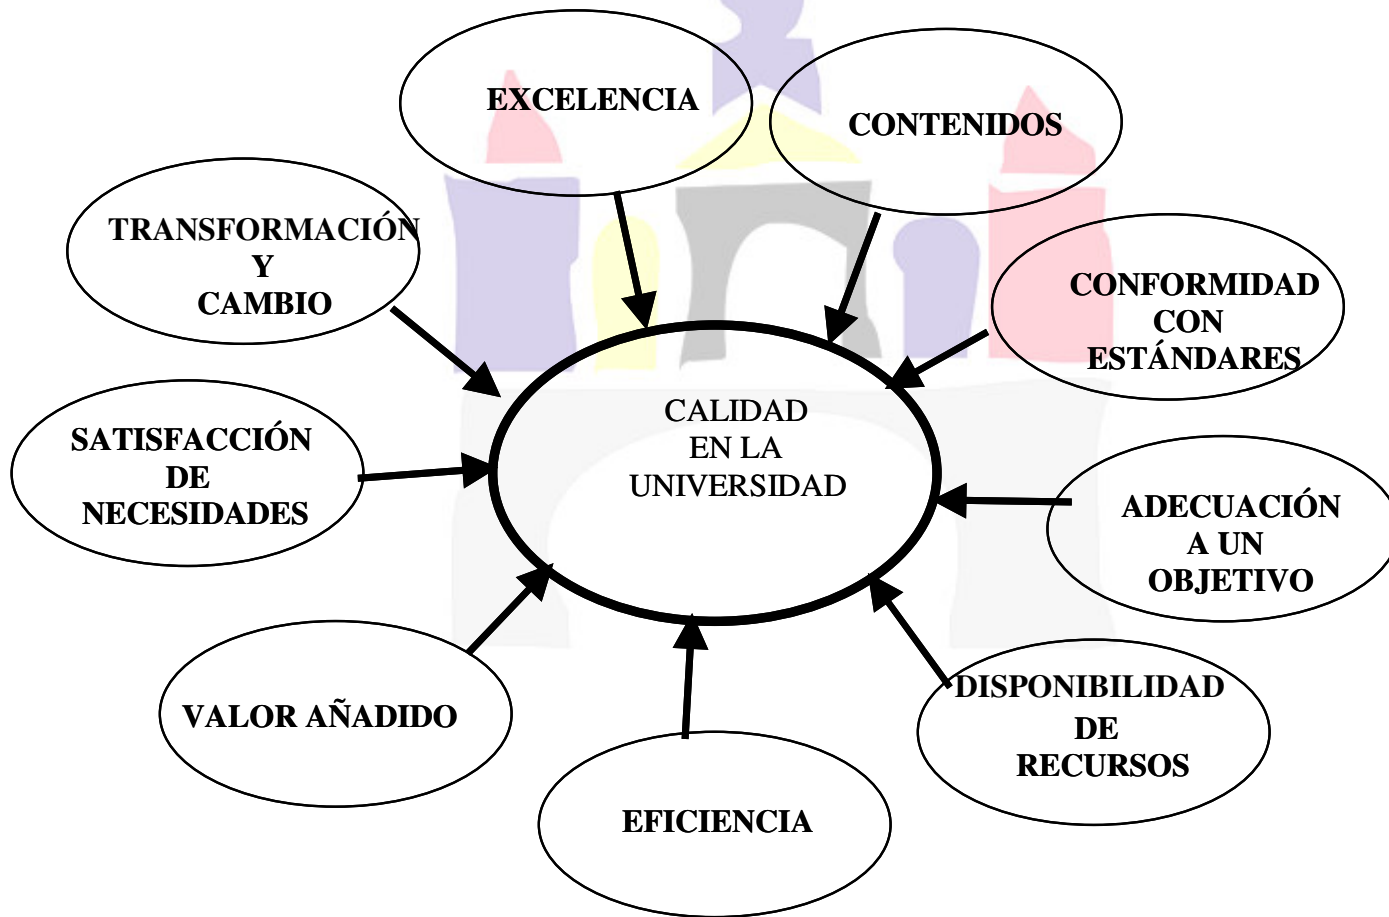 EXCELENCIA
CONTENIDOS
TRANSFORMACIÓN
Y
CAMBIO
CONFORMIDAD
CON
ESTÁNDARES
CALIDAD
EN LA
UNIVERSIDAD
SATISFACCIÓN
DE
NECESIDADES
ADECUACIÓN
A UN
OBJETIVO
VALOR AÑADIDO
DISPONIBILIDAD
DE
RECURSOS
EFICIENCIA